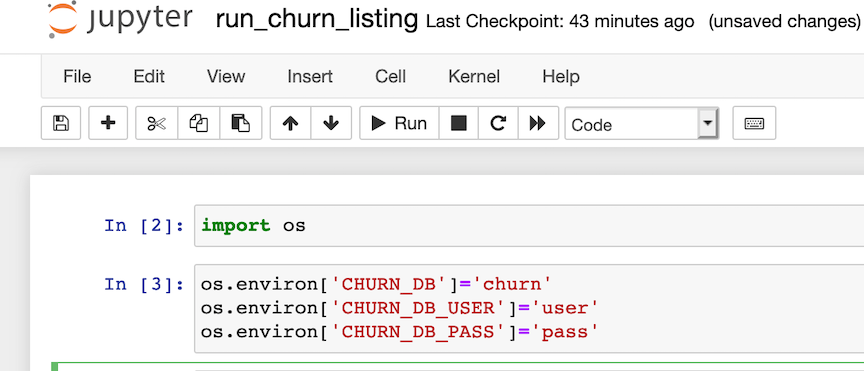 jupyter run_churn_listing Last Checkpoint: 43 minutes ago (unsaved changes)
File Edit View Insert Cell Kernel Help
Run Code
In [2]: import os
In [3]: os.environ['CHURN_DB']='churn'
os.environ['CHURN_DB_USER']='user'
os.environ['CHURN_DB_PASS']='pass'